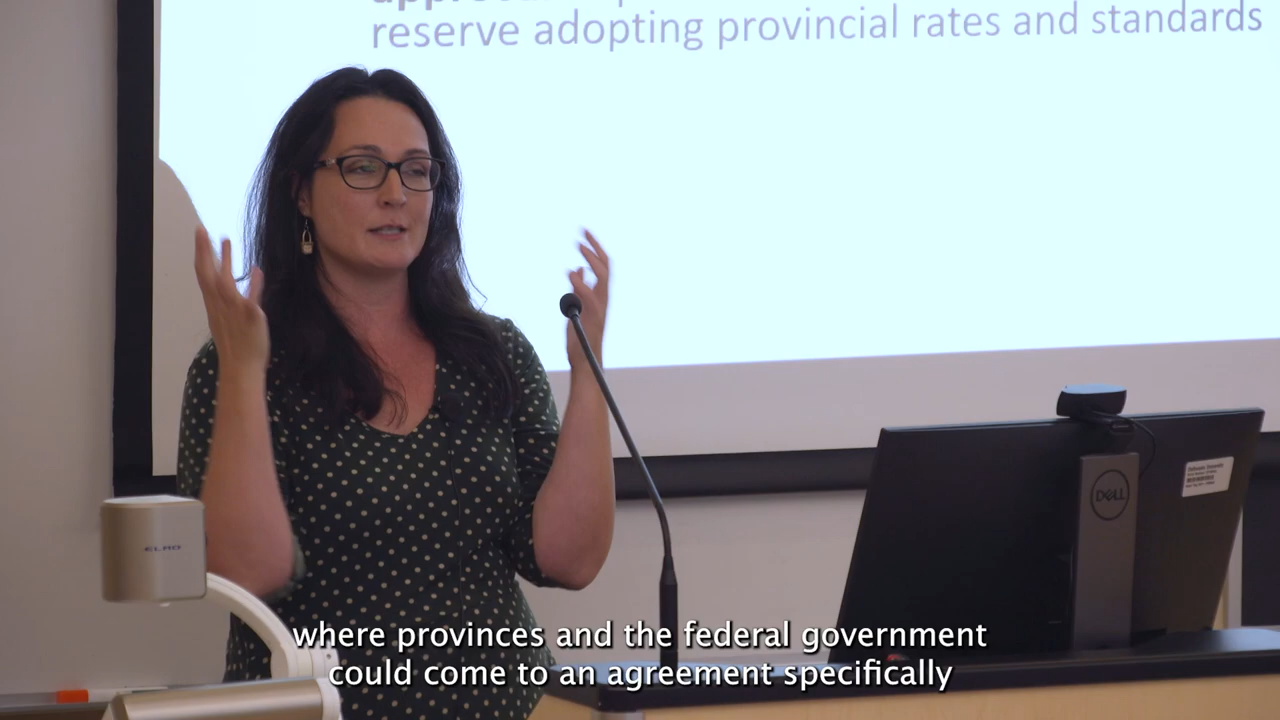 reserve adopting provincial rates and standards
ELMO
DELL
where provinces and the federal government
could come to an agreement specifically